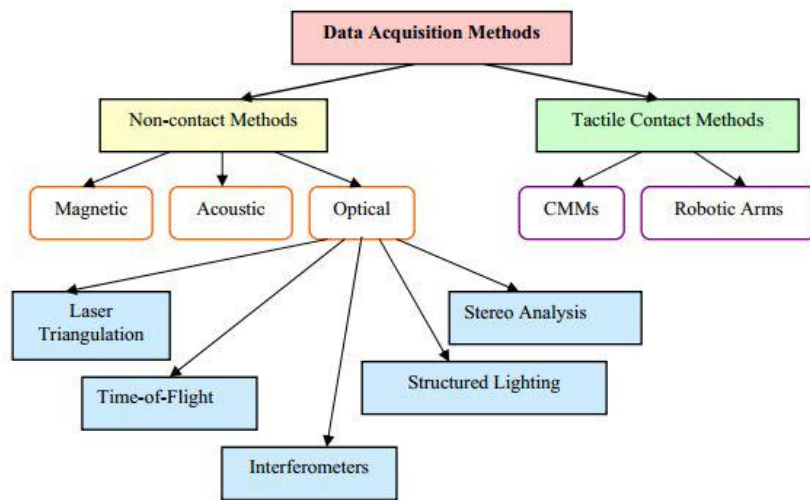 Data Acquisition Methods
Non-contact Methods
Tactile Contact Methods
Magnetic
Acoustic
Optical
CMMs
Robotic Arms
Laser
Triangulation
Stereo Analysis
Time-of-Flight
Structured Lighting
Interferometers